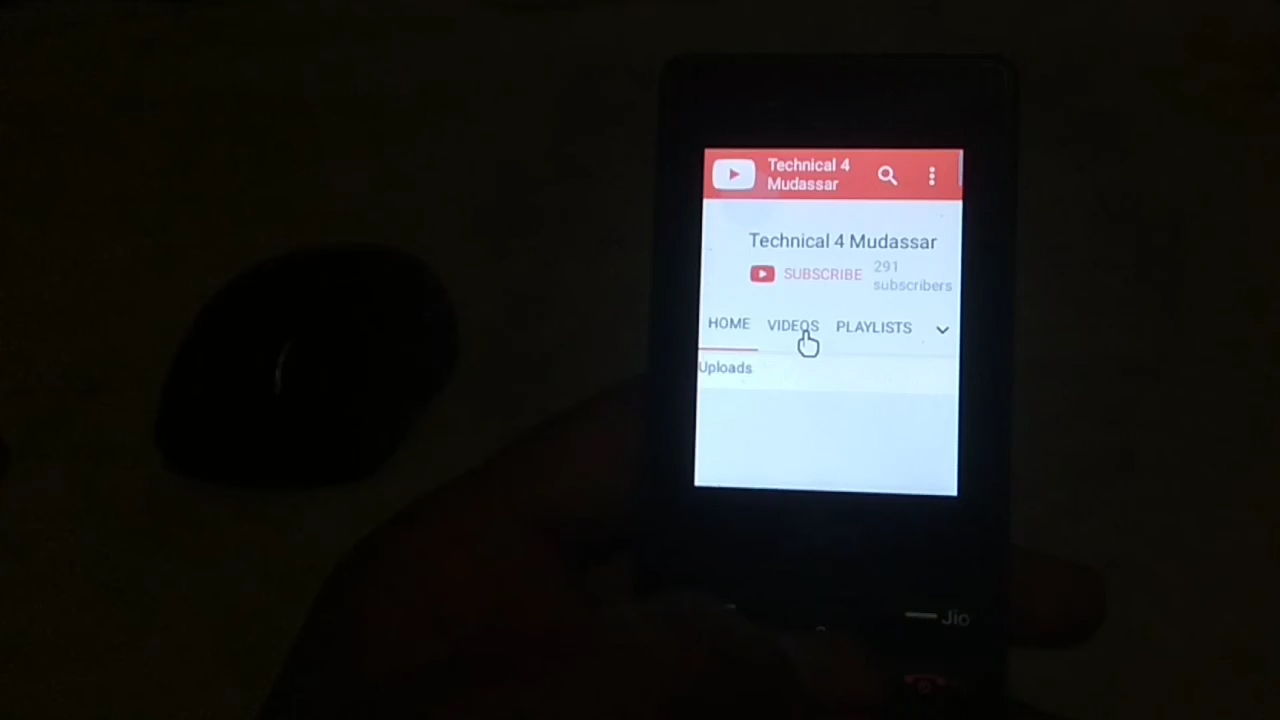 Technical 4
Mudassar
Technical 4 Mudassar
SUBSCRIBE 291
subscribers
HOME VIDEOS PLAYLISTS
Uploads
Jio